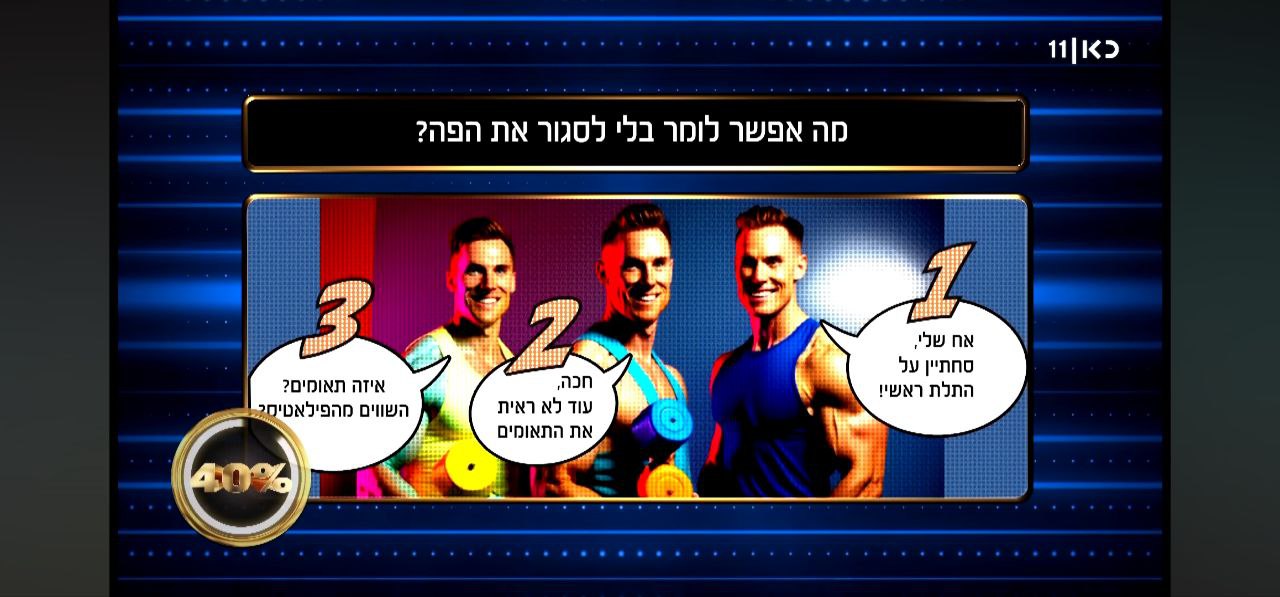 כאן|11
מה אפשר לומר בלי לסגור את הפה?
1
אח שלי,
סחתיין על
התלת ראשי!
2
חכה,
עוד לא ראית
את התאומים
3
איזה תאומים?
השווים מהפילאטיס?
40%